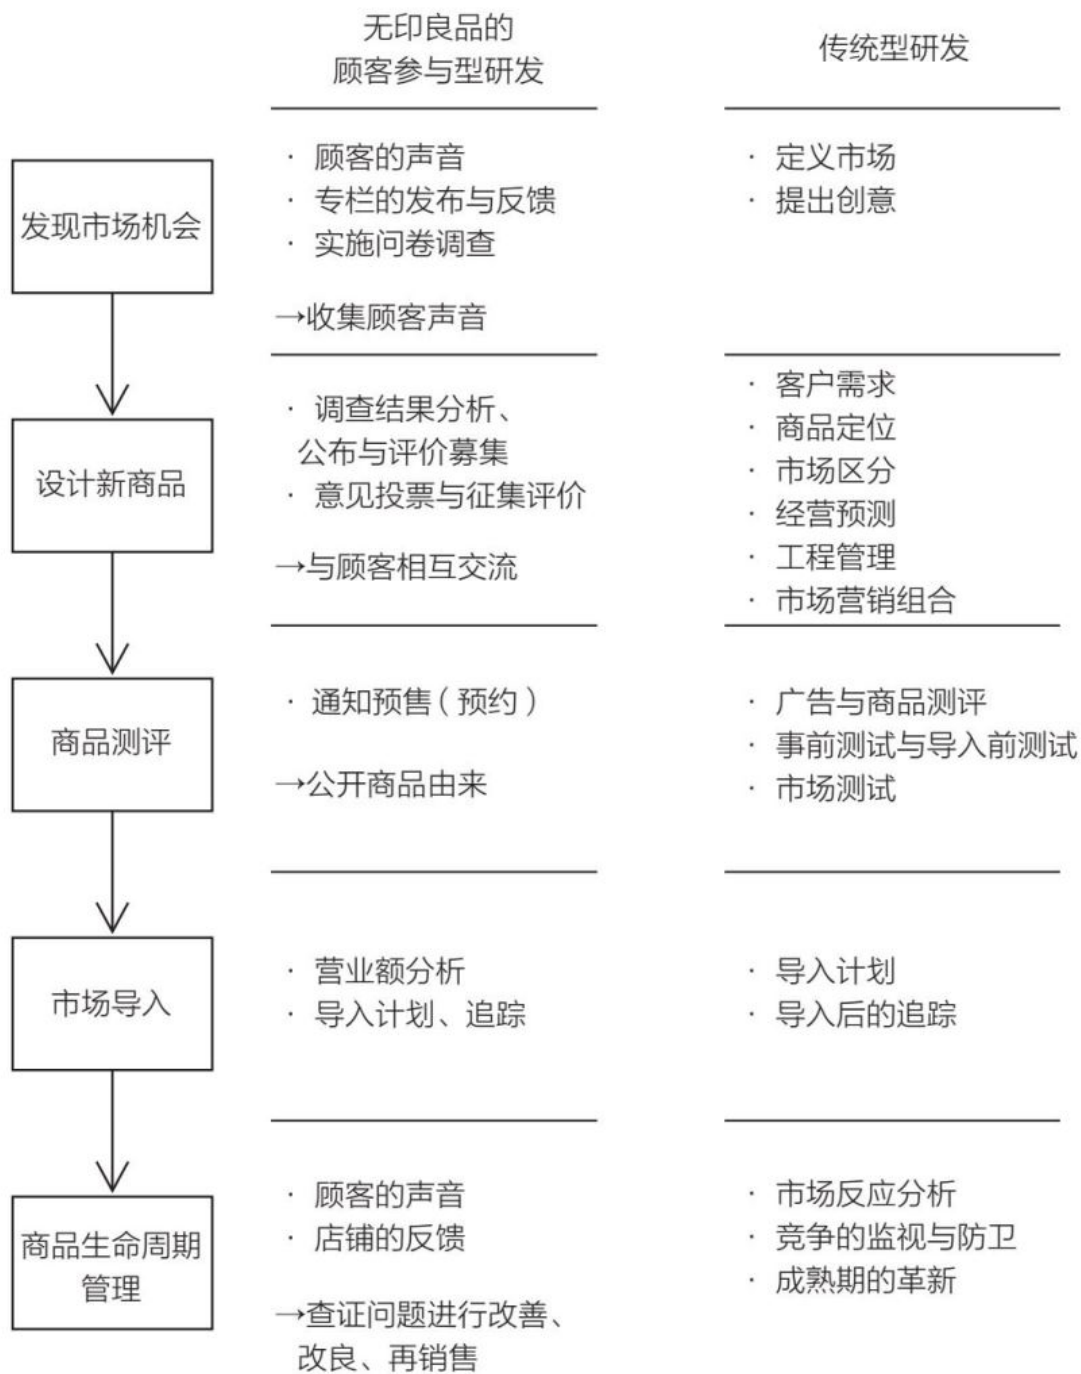 无印良品的
顾客参与型研发
传统型研发
发现市场机会
· 顾客的声音
· 专栏的发布与反馈
· 实施问卷调查
→收集顾客声音
· 定义市场
· 提出创意
设计新商品
· 调查结果分析、
公布与评价募集
· 意见投票与征集评价
→与顾客相互交流
· 客户需求
· 商品定位
· 市场区分
· 经营预测
· 工程管理
· 市场营销组合
商品测评
· 通知预售（预约）
→公开商品由来
· 广告与商品测评
· 事前测试与导入前测试
· 市场测试
市场导入
· 营业额分析
· 导入计划、追踪
· 导入计划
· 导入后的追踪
商品生命周期
管理
· 顾客的声音
· 店铺的反馈
→查证问题进行改善、
改良、再销售
· 市场反应分析
· 竞争的监视与防卫
· 成熟期的革新